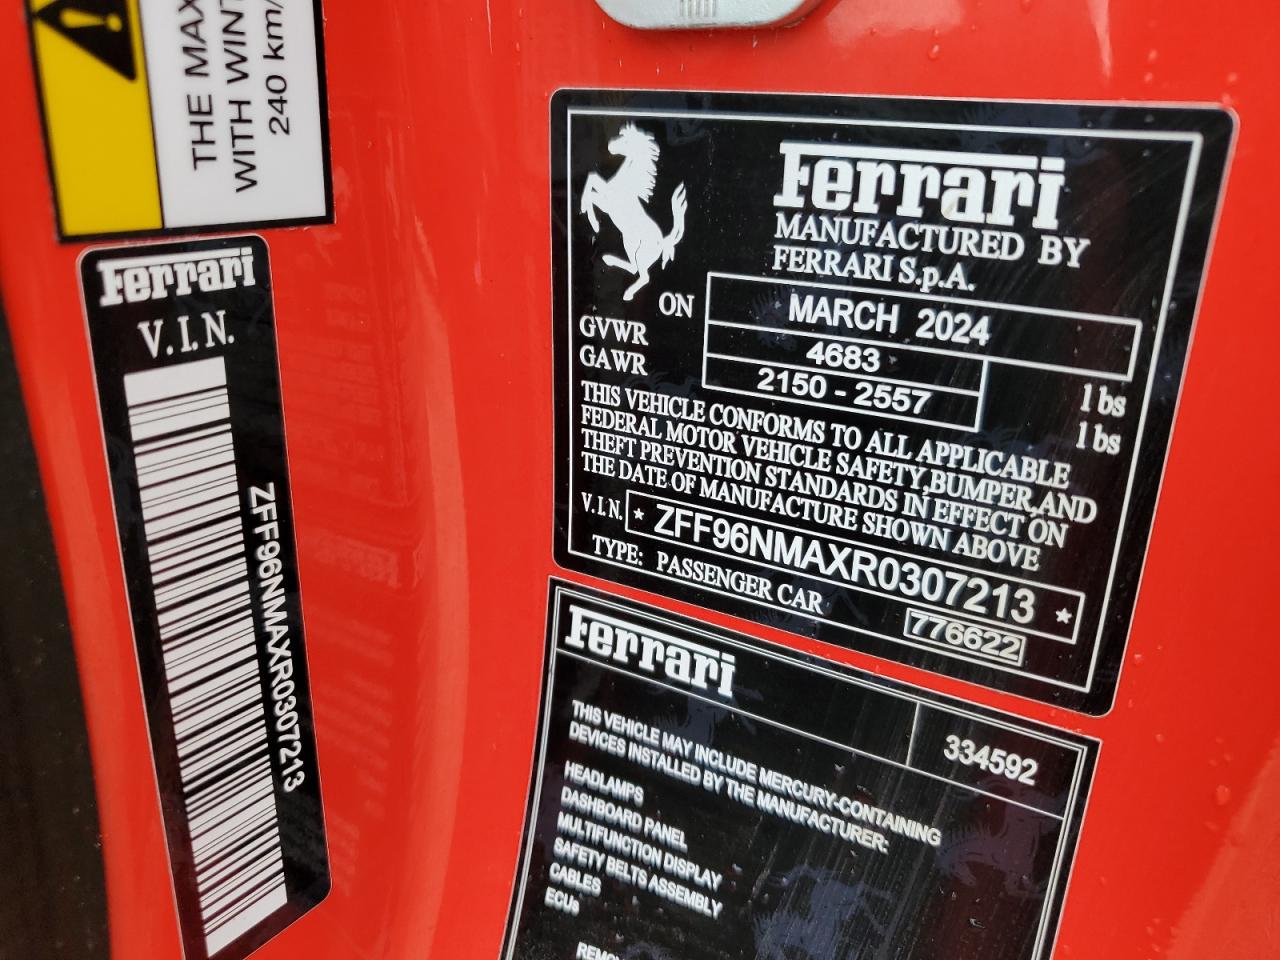 THE MAX
WITH WINT
240 km/
Ferrari
V.I.N.
ZFF96NMAXR0307213
Ferrari
MANUFACTURED BY
FERRARI S.p.A.
ON MARCH 2024
GVWR 4683 lbs
GAWR 2150 - 2557 lbs
THIS VEHICLE CONFORMS TO ALL APPLICABLE
FEDERAL MOTOR VEHICLE SAFETY,BUMPER,AND
THEFT PREVENTION STANDARDS IN EFFECT ON
THE DATE OF MANUFACTURE SHOWN ABOVE
V.I.N. * ZFF96NMAXR0307213 *
TYPE: PASSENGER CAR
776622
Ferrari
334592
THIS VEHICLE MAY INCLUDE MERCURY-CONTAINING
DEVICES INSTALLED BY THE MANUFACTURER:
HEADLAMPS
DASHBOARD PANEL
MULTIFUNCTION DISPLAY
SAFETY BELTS ASSEMBLY
CABLES
ECUs